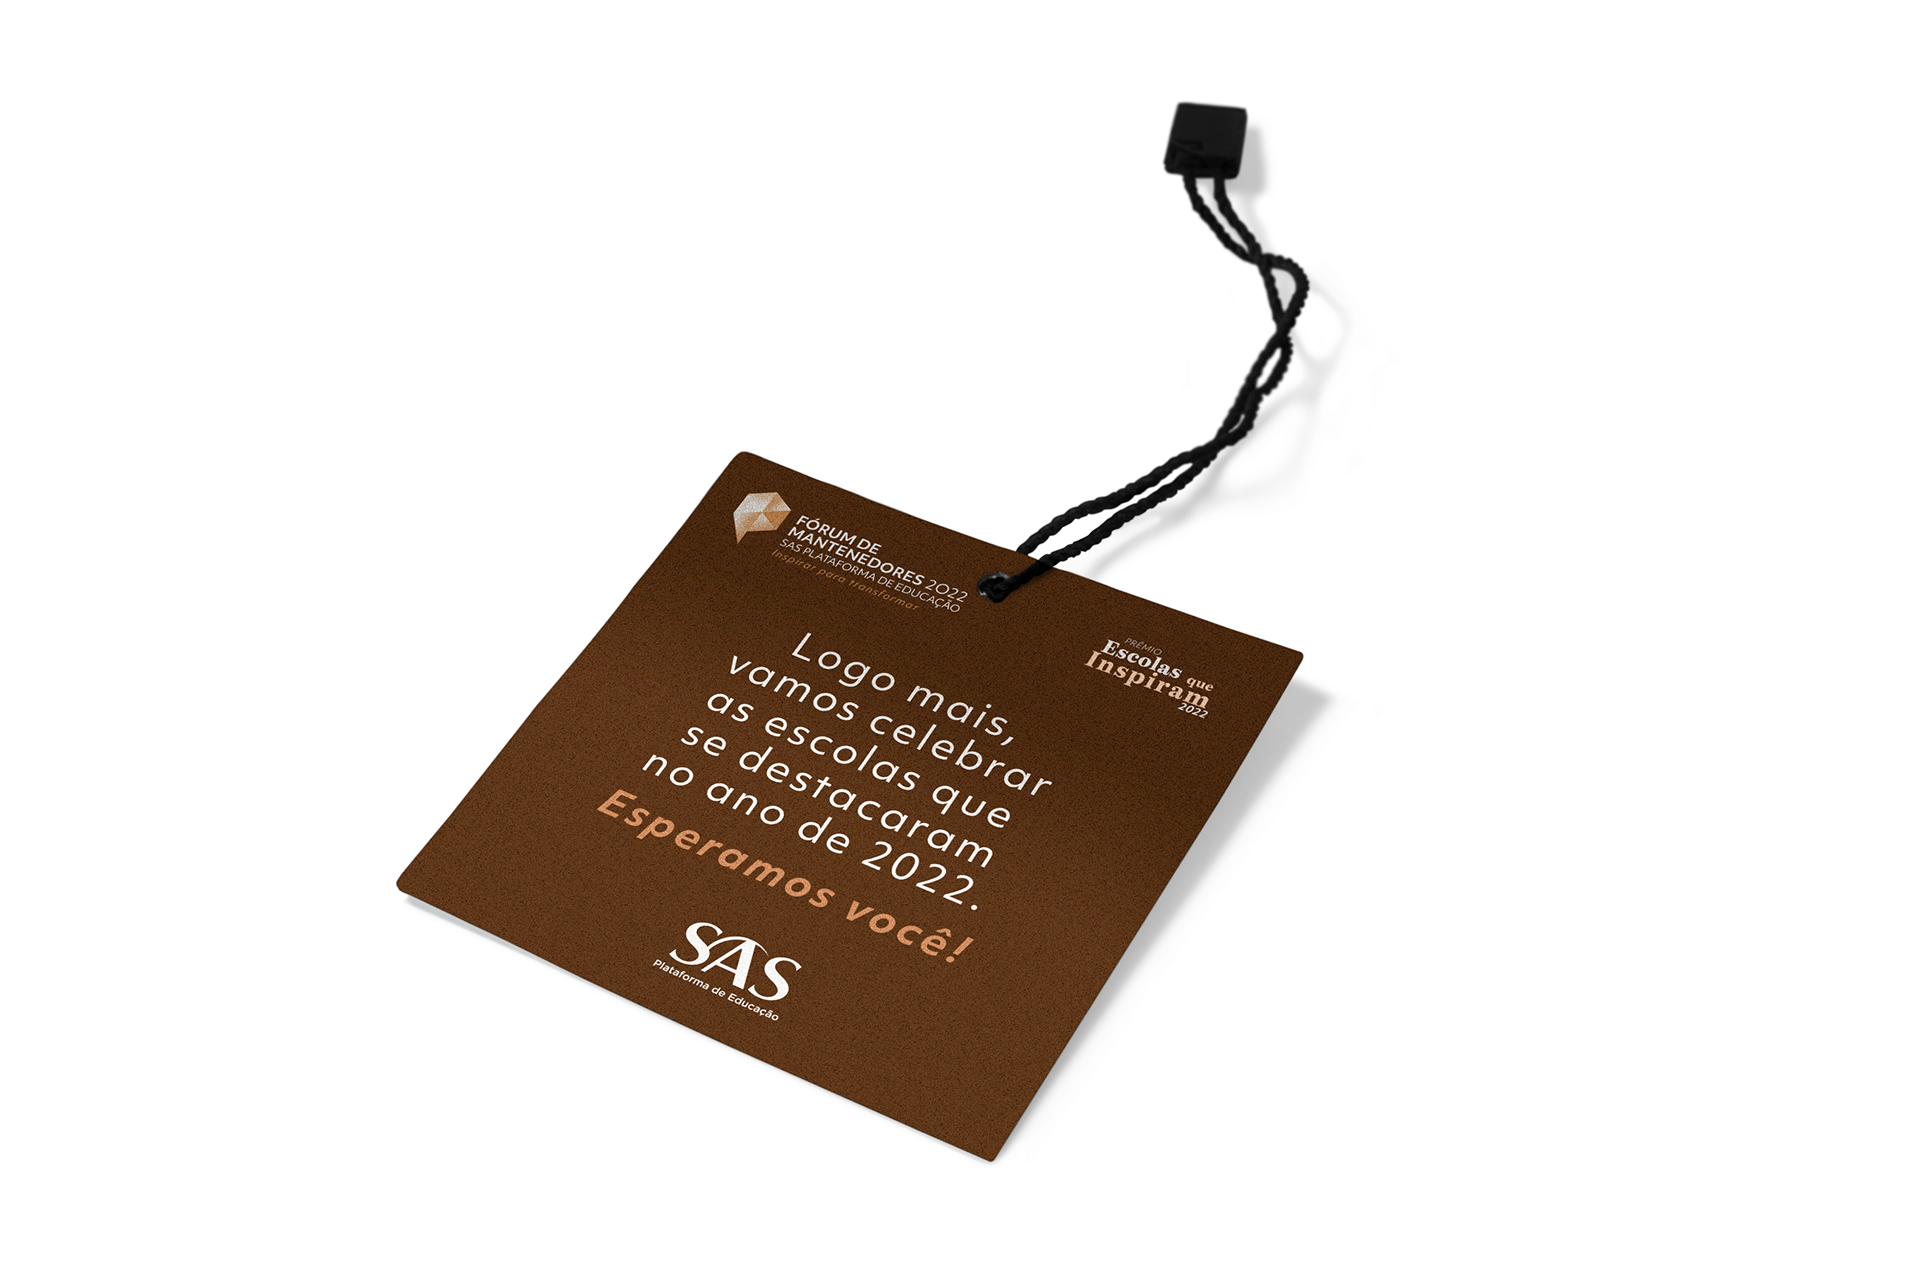 FÓRUM DE
MANTENEDORES 2022
SAS PLATAFORMA DE EDUCAÇÃO
Inspirar para transformar
PRÊMIO
Escolas que
Inspiram
2022
Logo mais,
vamos celebrar
as escolas que
se destacaram
no ano de 2022.
Esperamos você!
SAS
Plataforma de Educação